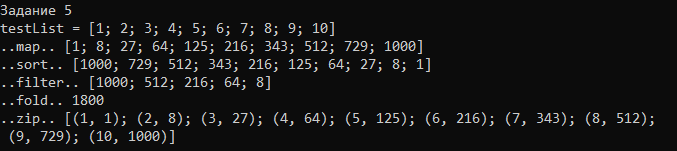 Задание 5
testList = [1; 2; 3; 4; 5; 6; 7; 8; 9; 10]
..map.. [1; 8; 27; 64; 125; 216; 343; 512; 729; 1000]
..sort.. [1000; 729; 512; 343; 216; 125; 64; 27; 8; 1]
..filter.. [1000; 512; 216; 64; 8]
..fold.. 1800
..zip.. [(1, 1); (2, 8); (3, 27); (4, 64); (5, 125); (6, 216); (7, 343); (8, 512);
 (9, 729); (10, 1000)]